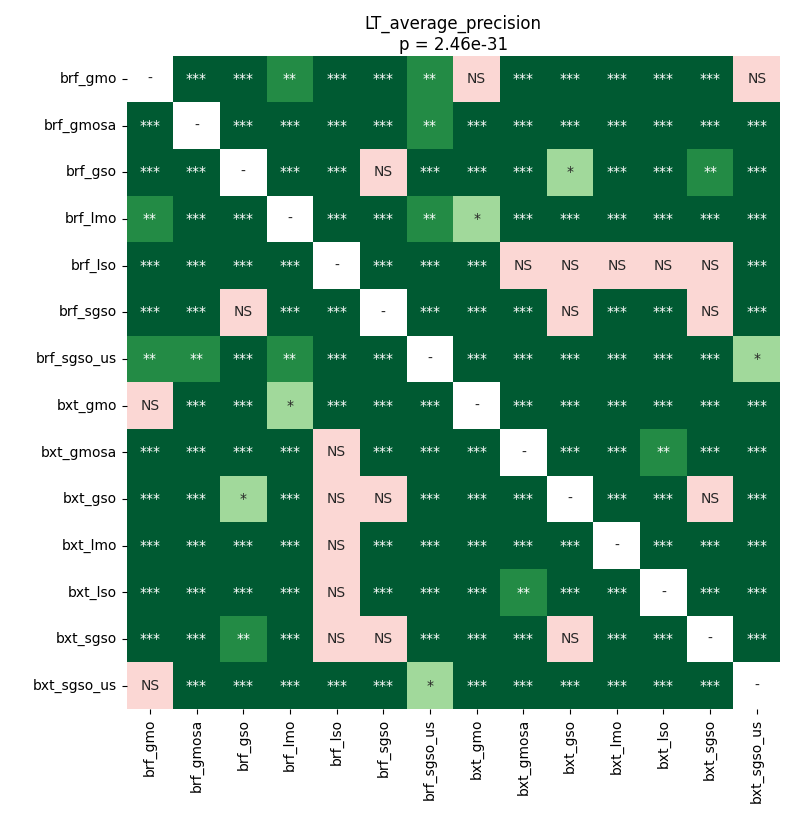 LT_average_precision
p = 2.46e-31
brf_gmo - *** *** ** *** *** ** NS *** *** *** *** *** NS
brf_gmosa *** - *** *** *** *** ** *** *** *** *** *** *** ***
brf_gso *** *** - *** *** NS *** *** *** * *** *** ** ***
brf_lmo ** *** *** - *** *** ** * *** *** *** *** *** ***
brf_lso *** *** *** *** - *** *** *** NS NS NS NS NS ***
brf_sgso *** *** NS *** *** - *** *** *** NS *** *** NS ***
brf_sgso_us ** ** *** ** *** *** - *** *** *** *** *** *** *
bxt_gmo NS *** *** * *** *** *** - *** *** *** *** *** ***
bxt_gmosa *** *** *** *** NS *** *** *** - *** *** ** *** ***
bxt_gso *** *** * *** NS NS *** *** *** - *** *** NS ***
bxt_lmo *** *** *** *** NS *** *** *** *** *** - *** *** ***
bxt_lso *** *** *** *** NS *** *** *** ** *** *** - *** ***
bxt_sgso *** *** ** *** NS NS *** *** *** NS *** *** - ***
bxt_sgso_us NS *** *** *** *** *** * *** *** *** *** *** *** -
brf_gmo brf_gmosa brf_gso brf_lmo brf_lso brf_sgso brf_sgso_us bxt_gmo bxt_gmosa bxt_gso bxt_lmo bxt_lso bxt_sgso bxt_sgso_us